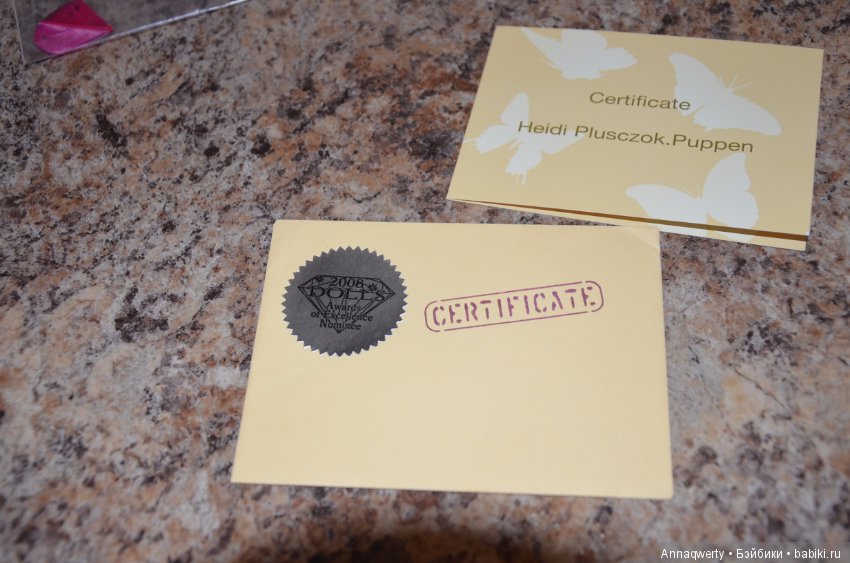 Certificate
Heidi Plusczok.Puppen
2008
DOLLS
Awards
of Excellence
Nominee
CERTIFICATE
Annaqwerty • Бэйбики • babiki.ru